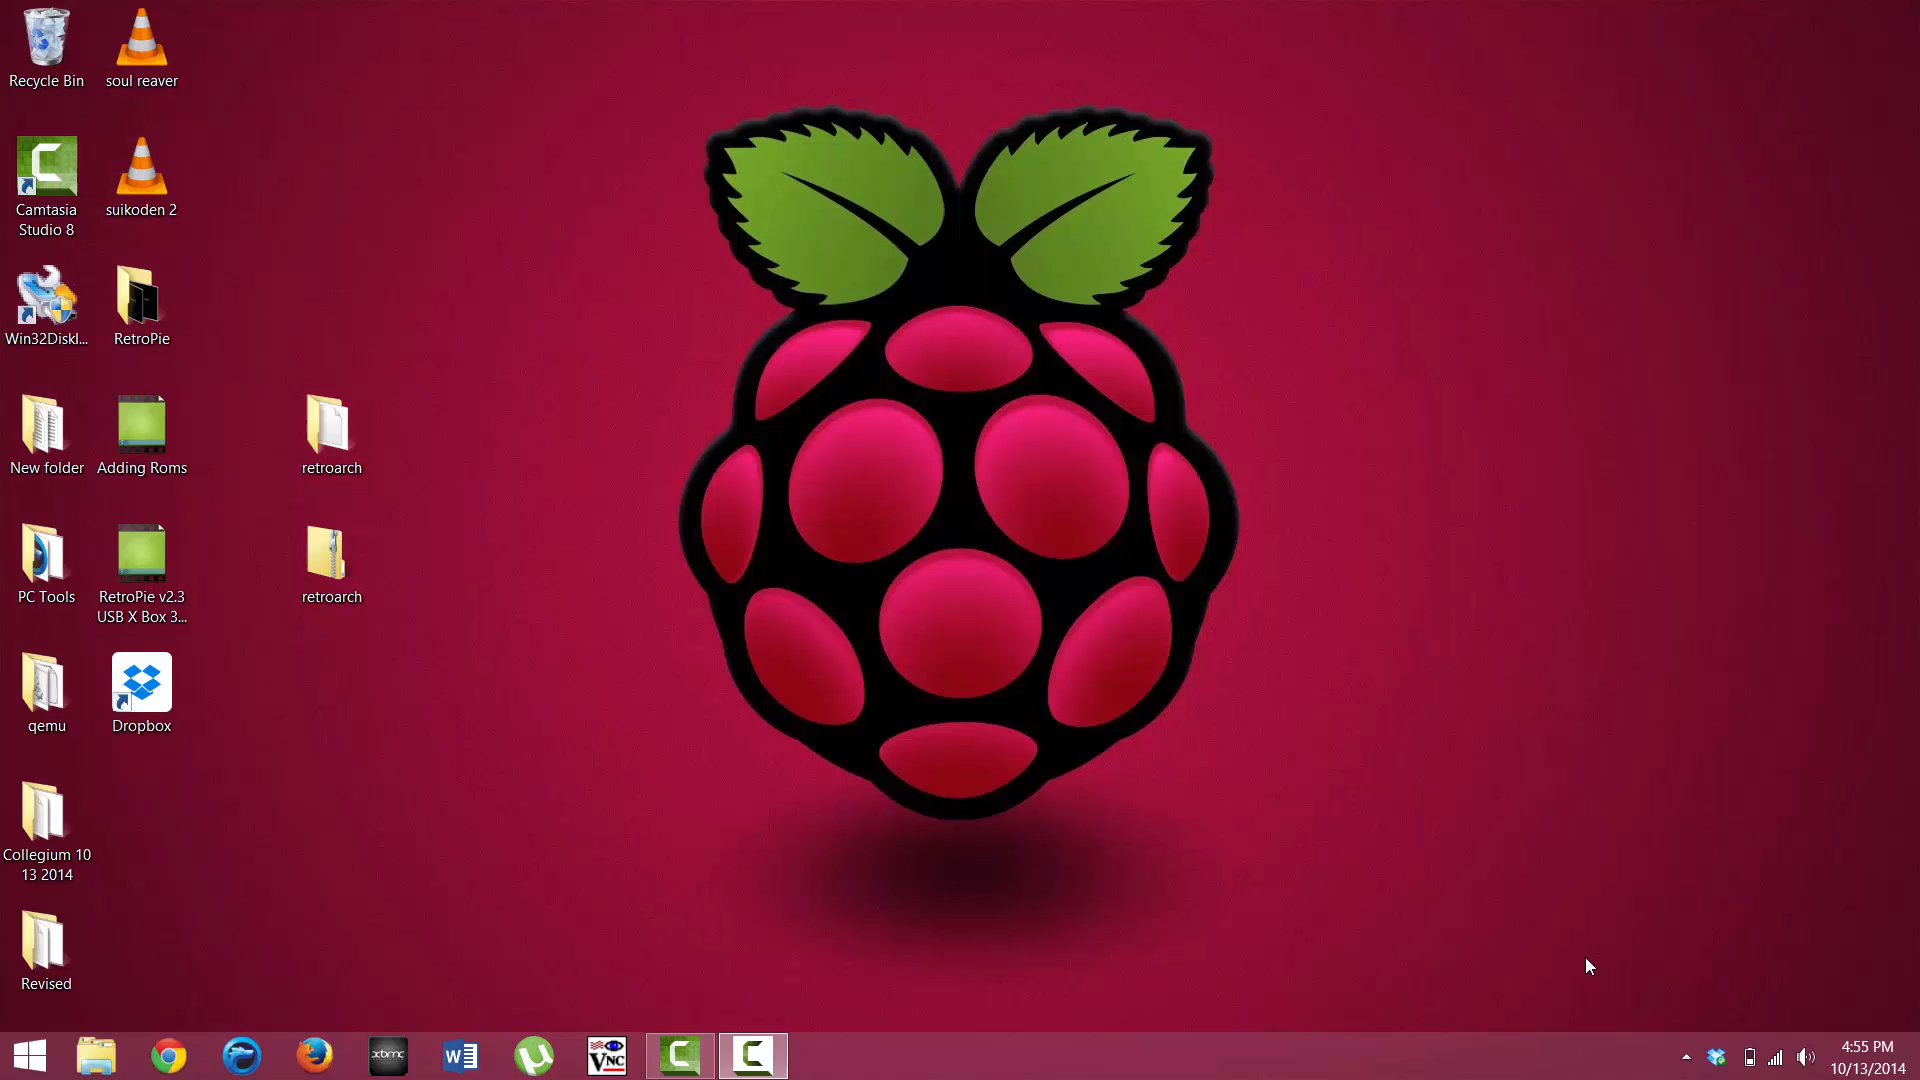 Recycle Bin
soul reaver
Camtasia
Studio 8
suikoden 2
Win32DiskI...
RetroPie
New folder
Adding Roms
retroarch
PC Tools
RetroPie v2.3
USB X Box 3...
retroarch
qemu
Dropbox
Collegium 10
13 2014
Revised
xbmc
W
VNC
4:55 PM
10/13/2014